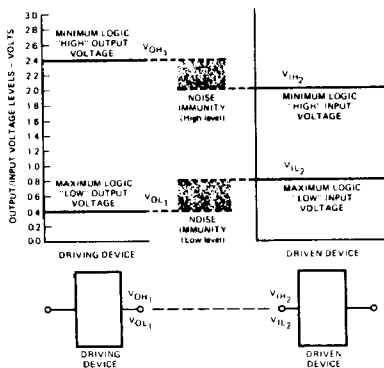 OUTPUT/INPUT VOLTAGE LEVELS - VOLTS
3.0
2.8
2.6
2.4
2.2
2.0
1.8
1.6
1.4
1.2
1.0
0.8
0.6
0.4
0.2
0.0
MINIMUM LOGIC
"HIGH" OUTPUT
VOLTAGE
VOH1
NOISE
IMMUNITY
(High level)
VIH2
MINIMUM LOGIC
"HIGH" INPUT
VOLTAGE
MAXIMUM LOGIC
"LOW" OUTPUT
VOLTAGE
VOL1
NOISE
IMMUNITY
(Low level)
VIL2
MAXIMUM LOGIC
"LOW" INPUT
VOLTAGE
DRIVING DEVICE
DRIVEN DEVICE
VOH1
VOL1
VIH2
VIL2
DRIVING
DEVICE
DRIVEN
DEVICE